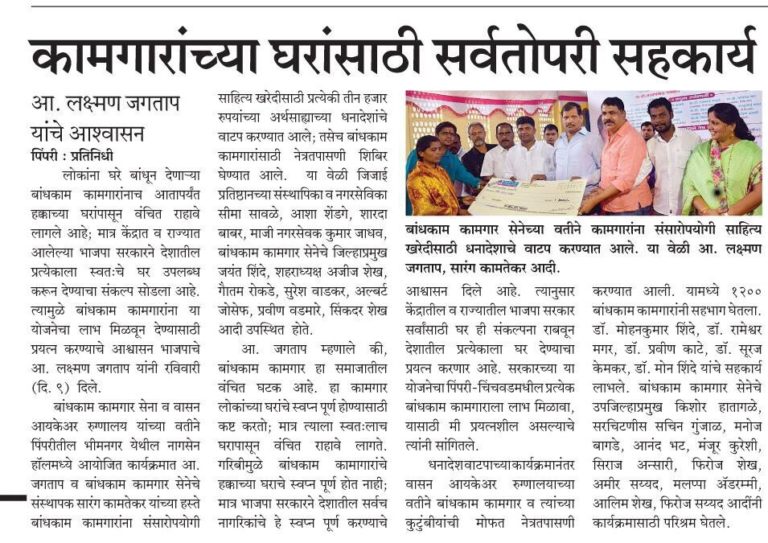 कामगारांच्या घरांसाठी सर्वतोपरी सहकार्य
आ. लक्ष्मण जगताप
यांचे आश्वासन
पिंपरी : प्रतिनिधी
लोकांना घरे बांधून देणाऱ्या
बांधकाम कामगारांनाच आतापर्यंत
हक्काच्या घरांपासून वंचित राहावे
लागले आहे; मात्र केंद्रात व राज्यात
आलेल्या भाजपा सरकारने देशातील
प्रत्येकाला स्वतःचे घर उपलब्ध
करून देण्याचा संकल्प सोडला आहे.
त्यामुळे बांधकाम कामगारांना या
योजनेचा लाभ मिळवून देण्यासाठी
प्रयत्न करण्याचे आश्वासन भाजपाचे
आ. लक्ष्मण जगताप यांनी रविवारी
(दि. ९) दिले.
बांधकाम कामगार सेना व वासन
आयकेअर रुग्णालय यांच्या वतीने
पिंपरीतील भीमनगर येथील नागसेन
हॉलमध्ये आयोजित कार्यक्रमात आ.
जगताप व बांधकाम कामगार सेनेचे
संस्थापक सारंग कामतेकर यांच्या हस्ते
बांधकाम कामगारांना संसारोपयोगी
साहित्य खरेदीसाठी प्रत्येकी तीन हजार
रुपयांच्या अर्थसाह्याच्या धनादेशांचे
वाटप करण्यात आले; तसेच बांधकाम
कामगारांसाठी नेत्रतपासणी शिबिर
घेण्यात आले. या वेळी जिजाई
प्रतिष्ठानच्या संस्थापिका व नगरसेविका
सीमा सावळे, आशा शेंडगे, शारदा
बाबर, माजी नगरसेवक कुमार जाधव,
बांधकाम कामगार सेनेचे जिल्हाप्रमुख
जयंत शिंदे, शहराध्यक्ष अजीज शेख,
गौतम रोकडे, सुरेश वाडकर, अल्बर्ट
जोसेफ, प्रवीण वडमारे, सिंकदर शेख
आदी उपस्थित होते.
आ. जगताप म्हणाले की,
बांधकाम कामगार हा समाजातील
वंचित घटक आहे. हा कामगार
लोकांच्या घरांचे स्वप्न पूर्ण होण्यासाठी
कष्ट करतो; मात्र त्याला स्वतःलाच
घरापासून वंचित राहावे लागते.
गरिबीमुळे बांधकाम कामागारांचे
हक्काच्या घराचे स्वप्न पूर्ण होत नाही;
मात्र भाजपा सरकारने देशातील सर्वच
नागरिकांचे हे स्वप्न पूर्ण करण्याचे
बांधकाम कामगार सेनेच्या वतीने कामगारांना संसारोपयोगी साहित्य
खरेदीसाठी धनादेशाचे वाटप करण्यात आले. या वेळी आ. लक्ष्मण
जगताप, सारंग कामतेकर आदी.
आश्वासन दिले आहे. त्यानुसार
केंद्रातील व राज्यातील भाजपा सरकार
सर्वांसाठी घर ही संकल्पना राबवून
देशातील प्रत्येकाला घर देण्याचा
प्रयत्न करणार आहे. सरकारच्या या
योजनेचा पिंपरी-चिंचवडमधील प्रत्येक
बांधकाम कामगाराला लाभ मिळावा,
यासाठी मी प्रयत्नशील असल्याचे
त्यांनी सांगितले.
धनादेश वाटपाच्या कार्यक्रमानंतर
वासन आयकेअर रुग्णालयाच्या
वतीने बांधकाम कामगार व त्यांच्या
कुटुंबीयांची मोफत नेत्रतपासणी
करण्यात आली. यामध्ये १२००
बांधकाम कामगारांनी सहभाग घेतला.
डॉ. मोहनकुमार शिंदे, डॉ. रामेश्वर
मगर, डॉ. प्रवीण काटे, डॉ. सूरज
केमकर, डॉ. मोन शिंदे यांचे सहकार्य
लाभले. बांधकाम कामगार सेनेचे
उपजिल्हाप्रमुख किशोर हातागळे,
सरचिटणीस सचिन गुंजाळ, मनोज
बागडे, आनंद भट, मंजूर कुरेशी,
सिराज अन्सारी, फिरोज शेख,
अमीर सय्यद, मलप्पा अँडरम्मी,
आलिम शेख, फिरोज सय्यद आदींनी
कार्यक्रमासाठी परिश्रम घेतले.